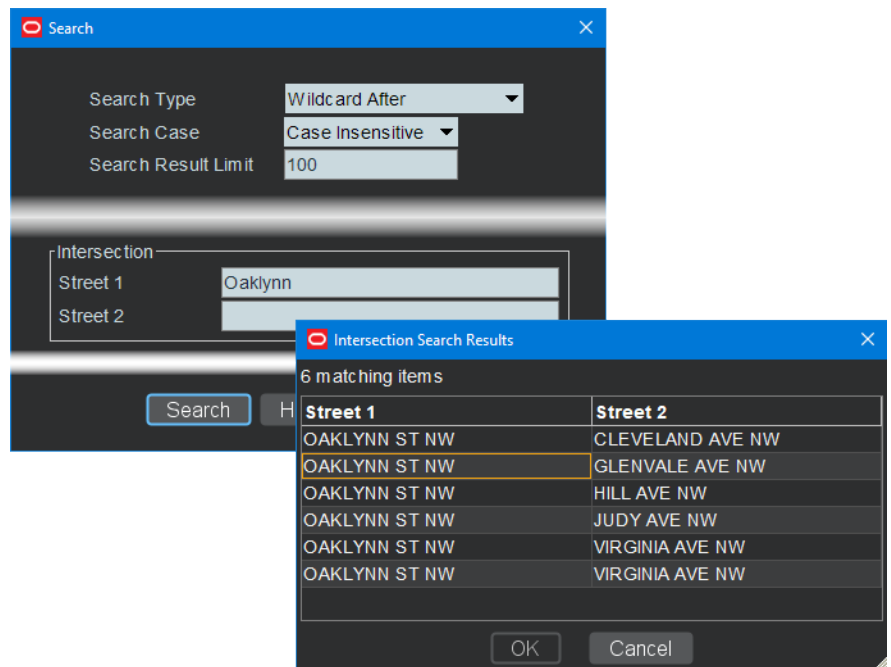 Search
Search Type Wildcard After
Search Case Case Insensitive
Search Result Limit 100
Intersection
Street 1 Oaklynn
Street 2
Search H
Intersection Search Results
6 matching items
Street 1 Street 2
OAKLYNN ST NW CLEVELAND AVE NW
OAKLYNN ST NW GLENVALE AVE NW
OAKLYNN ST NW HILL AVE NW
OAKLYNN ST NW JUDY AVE NW
OAKLYNN ST NW VIRGINIA AVE NW
OAKLYNN ST NW VIRGINIA AVE NW
OK Cancel